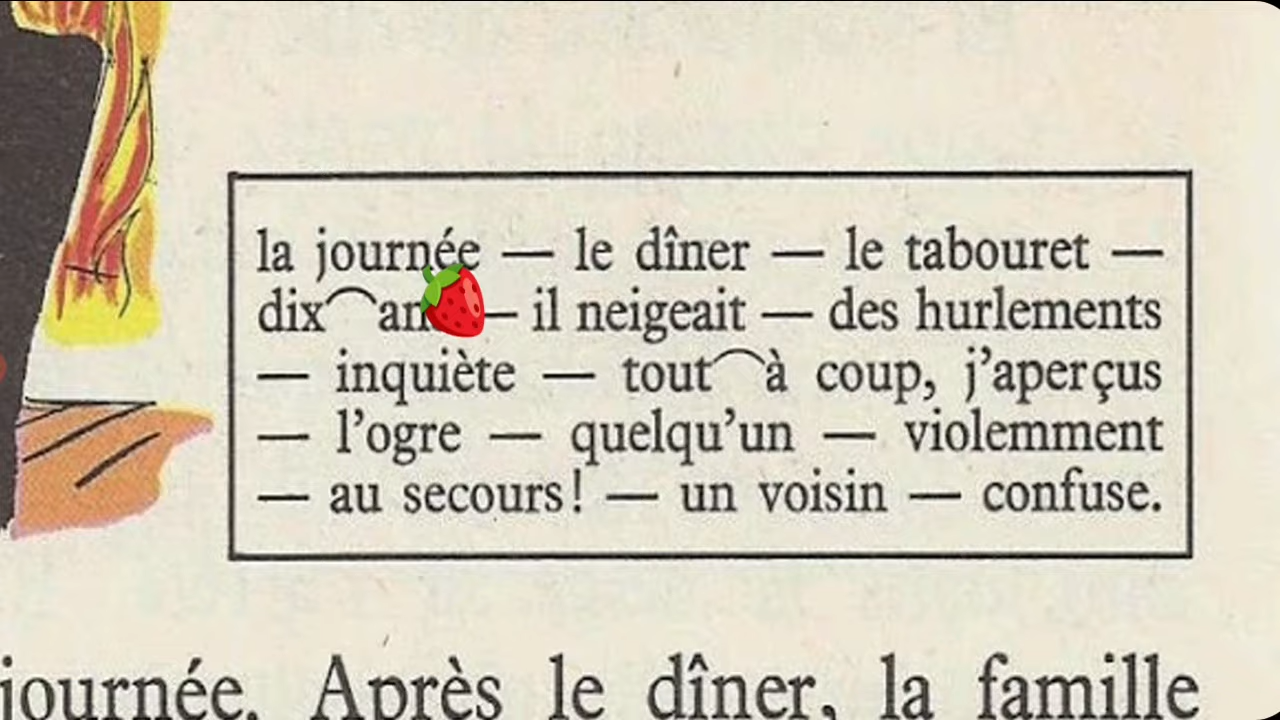 la journée — le dîner — le tabouret —
dix‿ — il neigeait — des hurlements
— inquiète — tout‿à coup, j’aperçus
— l’ogre — quelqu’un — violemment
— au secours! — un voisin — confuse.
journée. Après le dîner, la famille